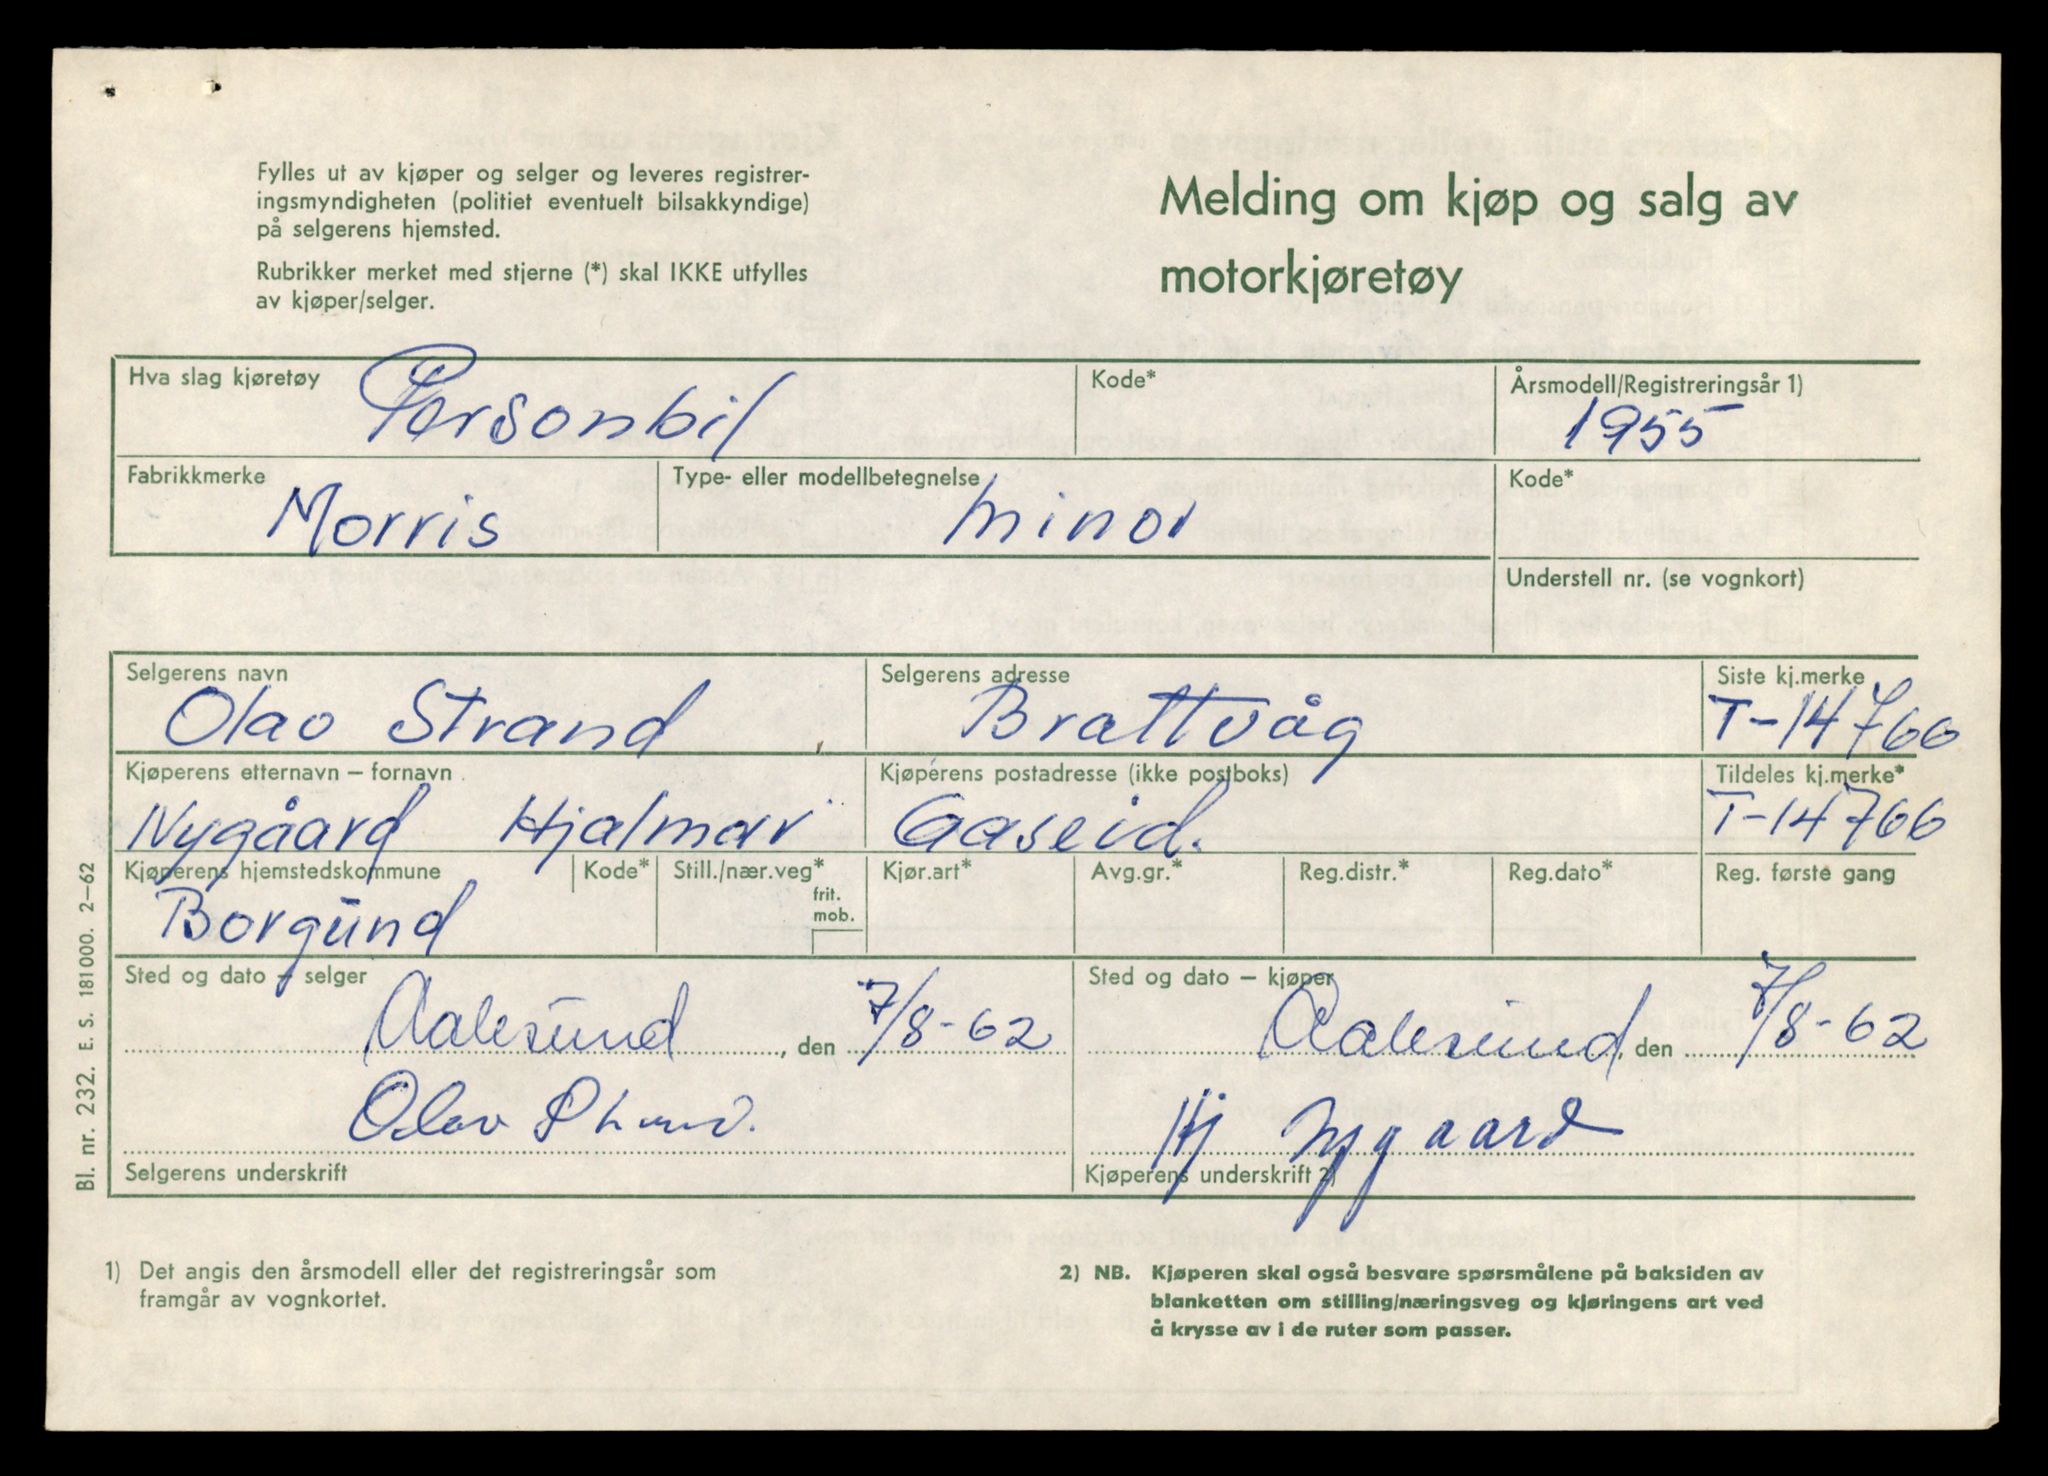 Fylles ut av kjøper og selger og leveres registrer-
ingsmyndigheten (politiet eventuelt bilsakkyndige)
på selgerens hjemsted.
Rubrikker merket med stjerne (*) skal IKKE utfylles
av kjøper/selger.
Melding om kjøp og salg av
motorkjøretøy
Hva slag kjøretøy Personbil Kode* Årsmodell/Registreringsår 1)
1955
Fabrikkmerke Type- eller modellbetegnelse Kode*
Morris Minor
Understell nr. (se vognkort)
Selgerens navn Selgerens adresse Siste kj.merke
Olav Strand Brattvåg T-14766
Kjøperens etternavn – fornavn Kjøperens postadresse (ikke postboks) Tildeles kj.merke*
Nygåard Hjalmar Gaseid. T-14766
Kjøperens hjemstedskommune Kode* Still./nær.veg* frit. mob. Kjør.art* Avg.gr.* Reg.distr.* Reg.dato* Reg. første gang
Borgund
Sted og dato – selger Sted og dato – kjøper
Aalesund, den 7/8-62 Aalesund, den 7/8-62
Olav Strand. Hj Nygaard
Selgerens underskrift Kjøperens underskrift 2)
Bl. nr. 232. E. S. 181000. 2–62
1) Det angis den årsmodell eller det registreringsår som
framgår av vognkortet.
2) NB. Kjøperen skal også besvare spørsmålene på baksiden av
blanketten om stilling/næringsveg og kjøringens art ved
å krysse av i de ruter som passer.